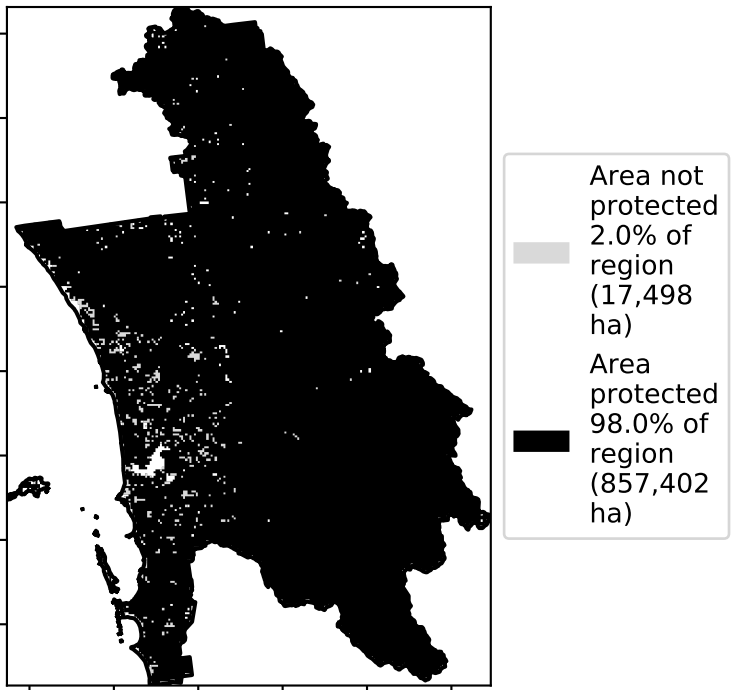 Area not
protected
2.0% of
region
(17,498
ha)
Area
protected
98.0% of
region
(857,402
ha)